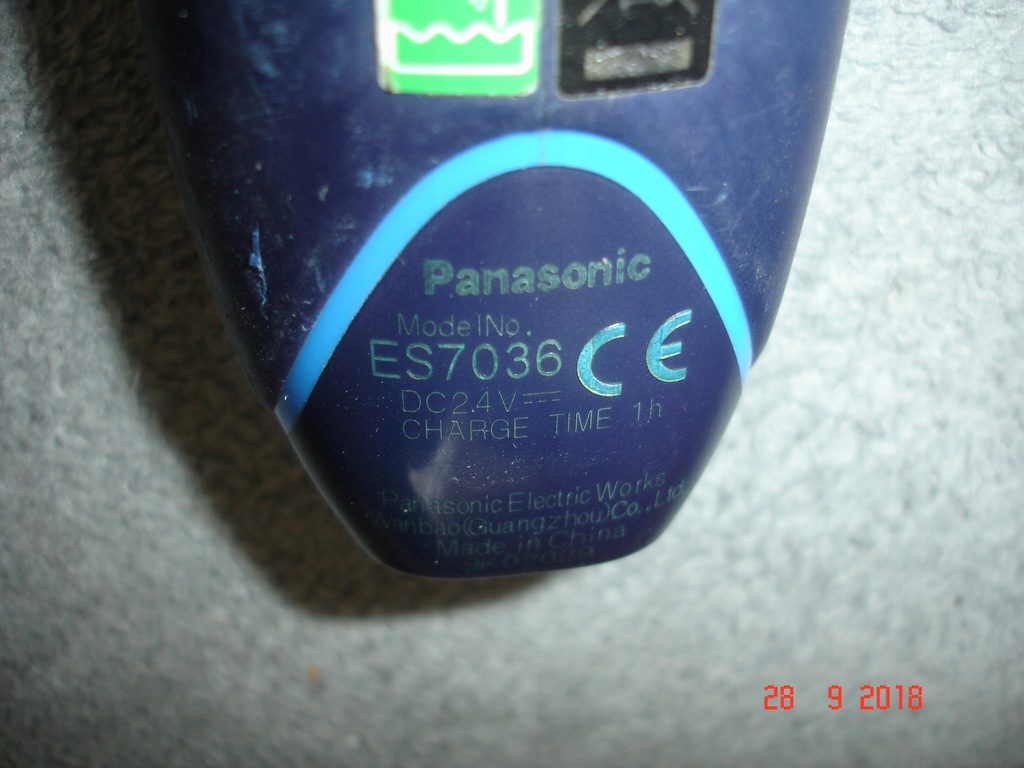 Panasonic
Model No.
ES7036 CE
DC2.4V⎓
CHARGE TIME 1h
Panasonic Electric Works
Wanbao(Guangzhou)Co.,Ltd.
Made in China
28 9 2018